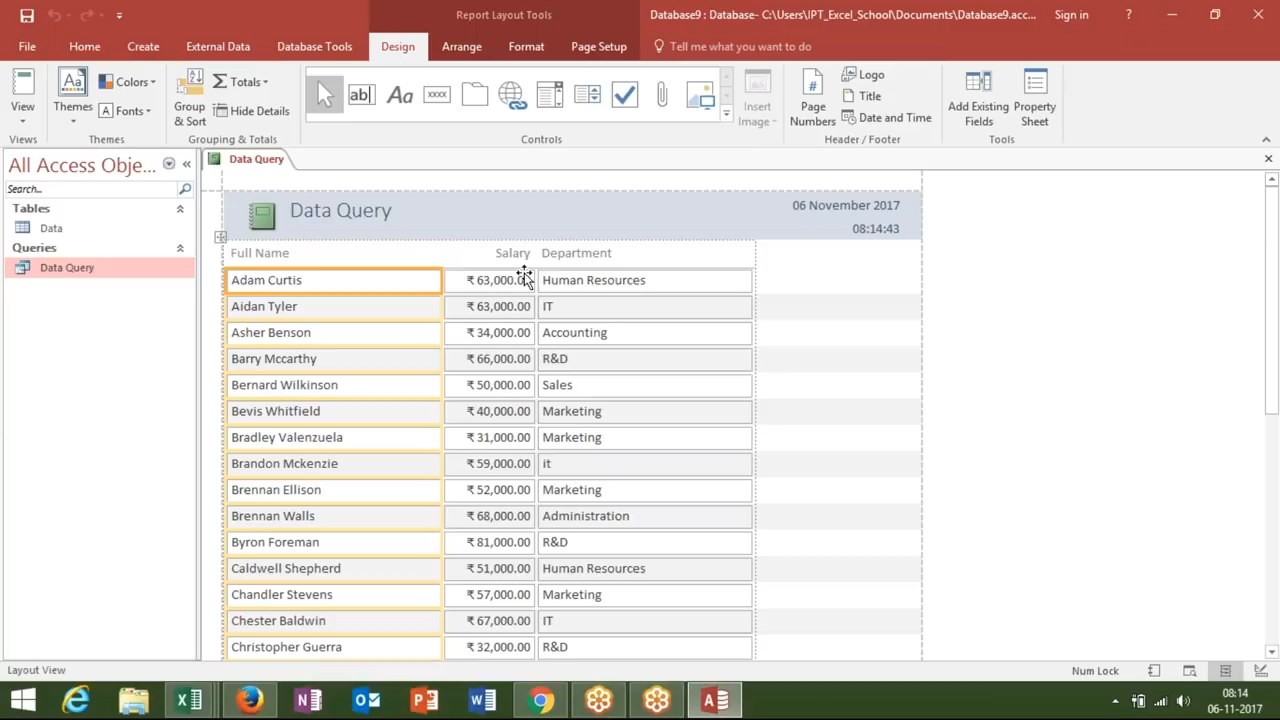 Report Layout Tools
Database9 : Database- C:\Users\IPT_Excel_School\Documents\Database9.acc...
Sign in
?
File
Home
Create
External Data
Database Tools
Design
Arrange
Format
Page Setup
Tell me what you want to do
View
Themes
Colors
Fonts
Group & Sort
Totals
Hide Details
ab|
Aa
xxxx
Insert Image
Page Numbers
Logo
Title
Date and Time
Add Existing Fields
Property Sheet
Views
Themes
Grouping & Totals
Controls
Header / Footer
Tools
All Access Obje...
Search...
Tables
Data
Queries
Data Query
Data Query
Data Query
06 November 2017
08:14:43
Full Name Salary Department
Adam Curtis ₹ 63,000.00 Human Resources
Aidan Tyler ₹ 63,000.00 IT
Asher Benson ₹ 34,000.00 Accounting
Barry Mccarthy ₹ 66,000.00 R&D
Bernard Wilkinson ₹ 50,000.00 Sales
Bevis Whitfield ₹ 40,000.00 Marketing
Bradley Valenzuela ₹ 31,000.00 Marketing
Brandon Mckenzie ₹ 59,000.00 it
Brennan Ellison ₹ 52,000.00 Marketing
Brennan Walls ₹ 68,000.00 Administration
Byron Foreman ₹ 81,000.00 R&D
Caldwell Shepherd ₹ 51,000.00 Human Resources
Chandler Stevens ₹ 57,000.00 Marketing
Chester Baldwin ₹ 67,000.00 IT
Christopher Guerra ₹ 32,000.00 R&D
Layout View
Num Lock
08:14
06-11-2017